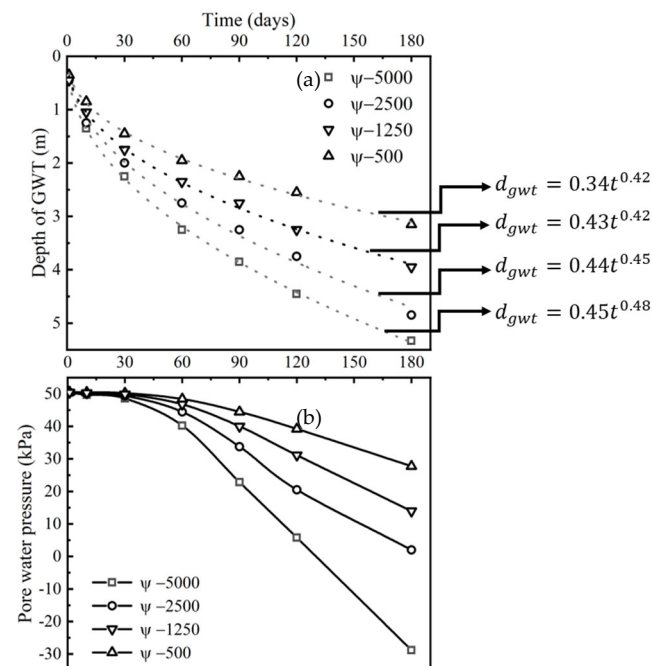 Time (days)
0 30 60 90 120 150 180
0
1
2
3
4
5
Depth of GWT (m)
(a)
ψ−5000
ψ−2500
ψ−1250
ψ−500
d_gwt = 0.34t^0.42
d_gwt = 0.43t^0.42
d_gwt = 0.44t^0.45
d_gwt = 0.45t^0.48
0 30 60 90 120 150 180
50
40
30
20
10
0
-10
-20
-30
Pore water pressure (kPa)
(b)
ψ −5000
ψ −2500
ψ −1250
ψ −500